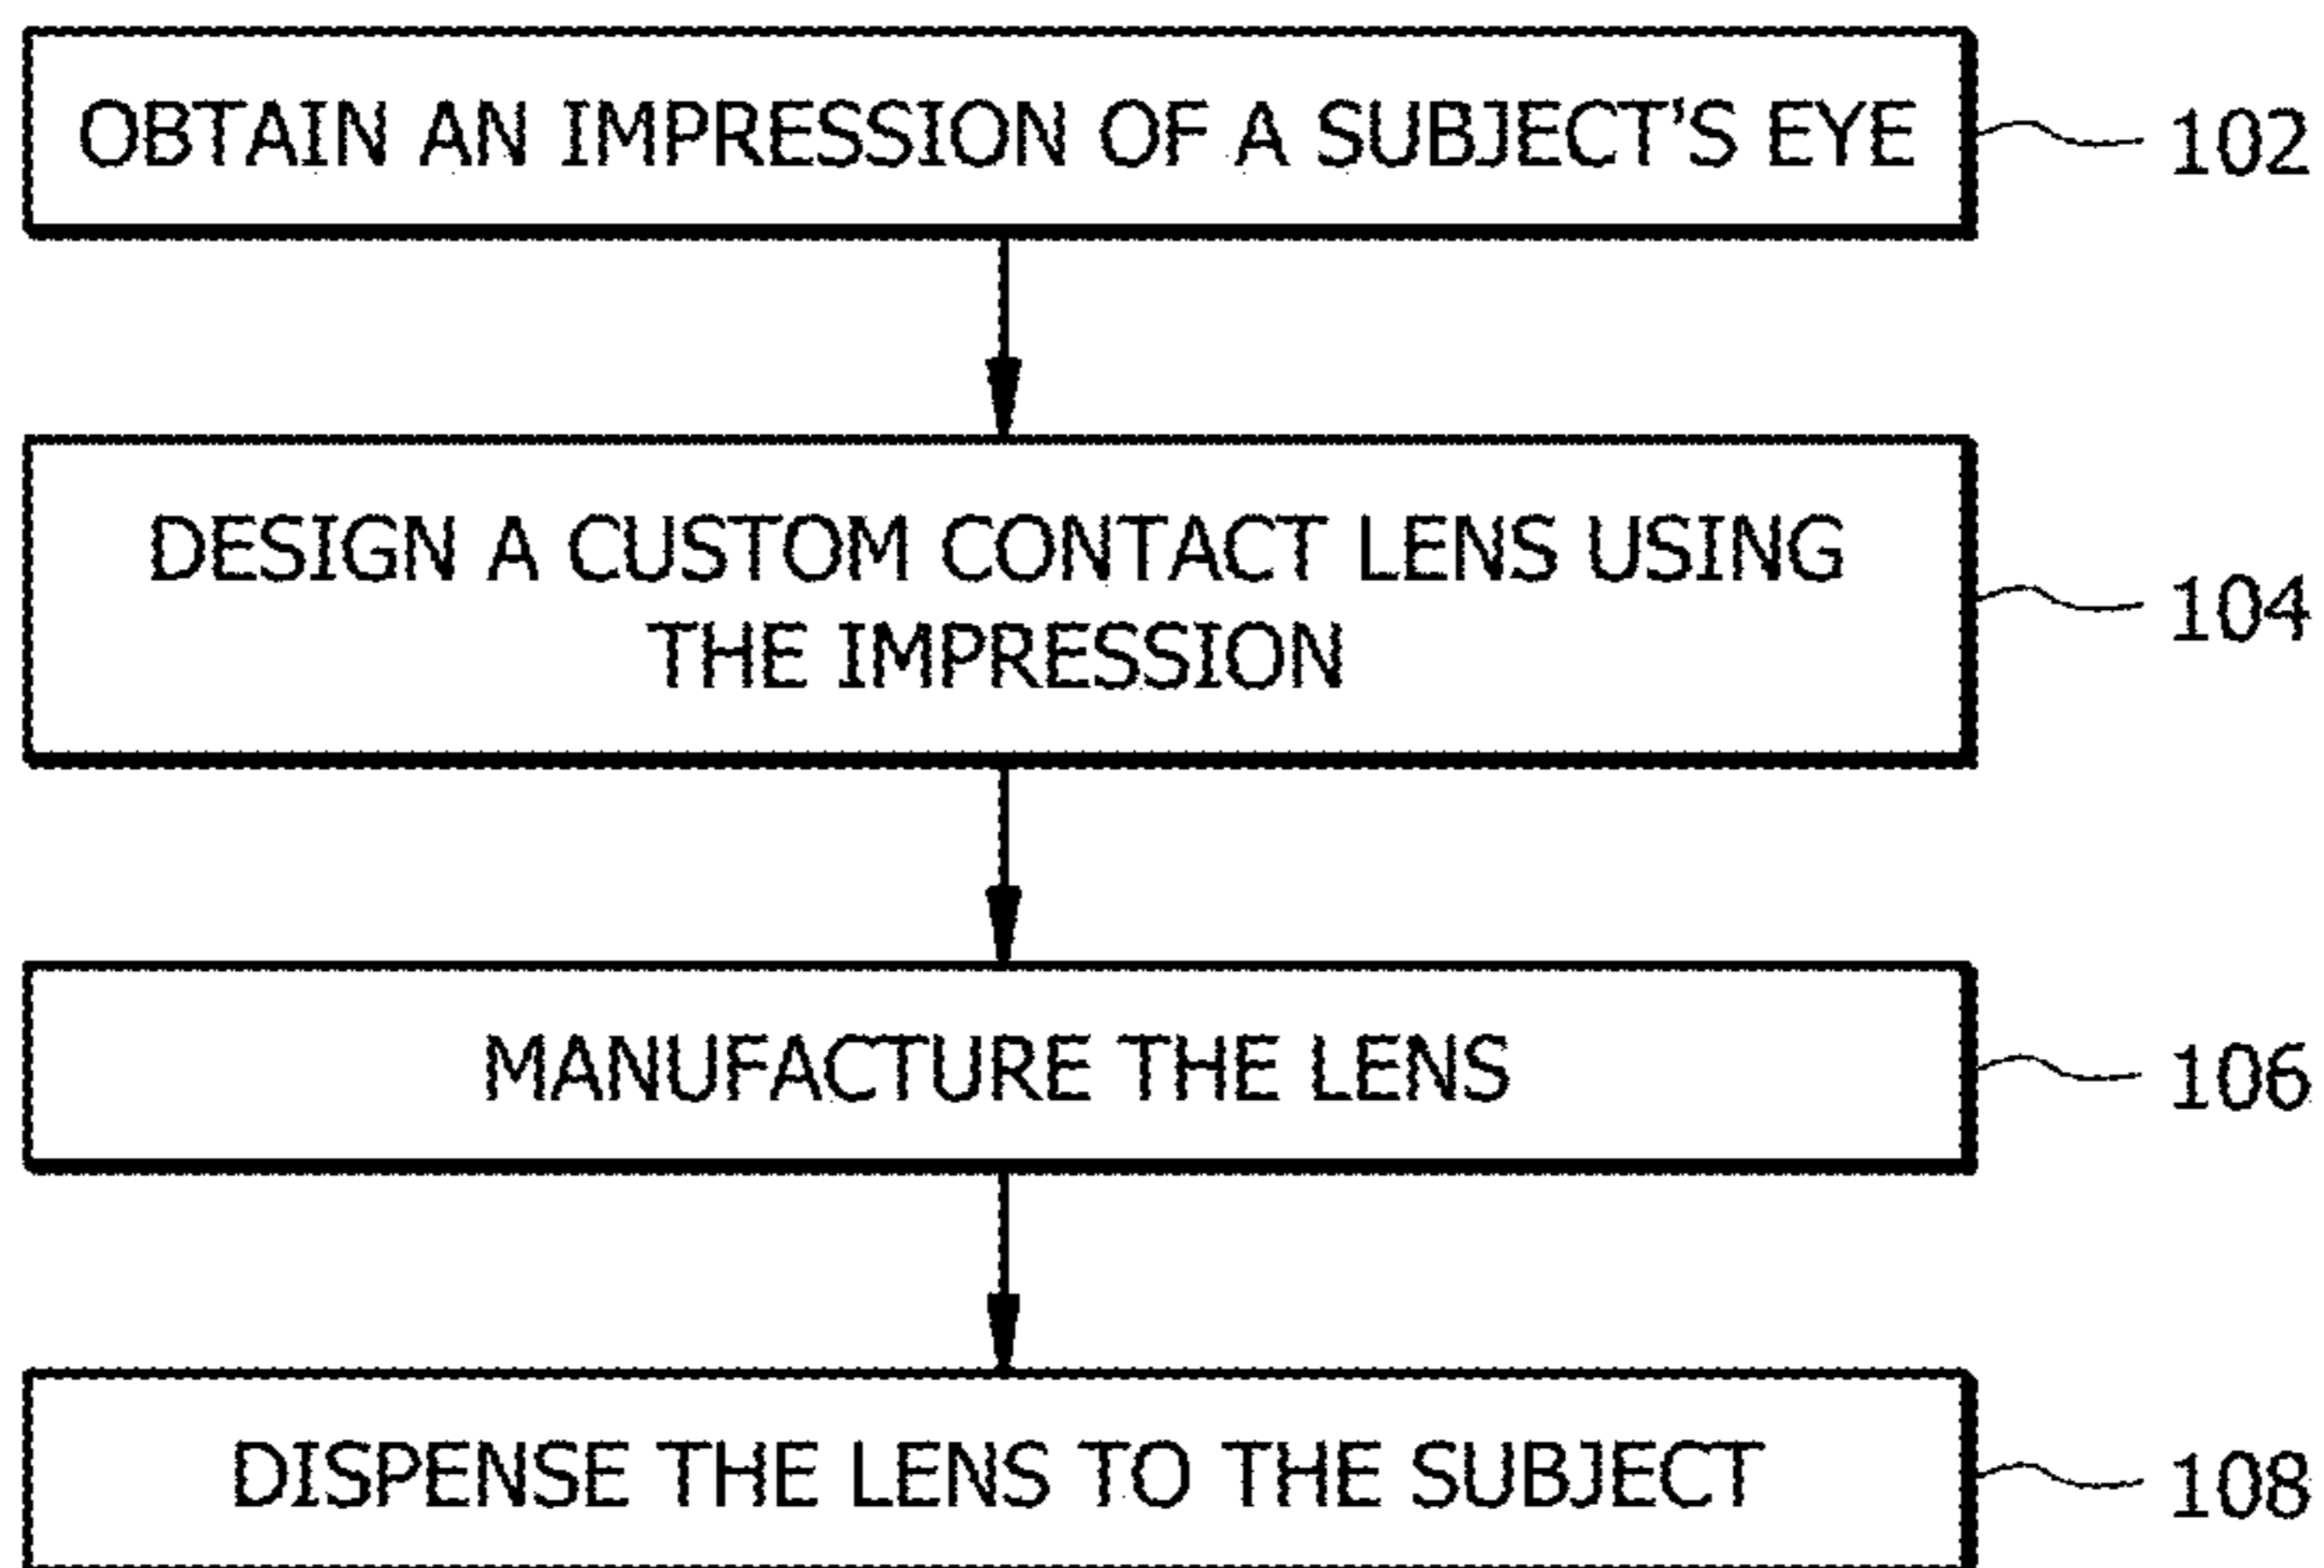 OBTAIN AN IMPRESSION OF A SUBJECT'S EYE
102
DESIGN A CUSTOM CONTACT LENS USING
THE IMPRESSION
104
MANUFACTURE THE LENS
106
DISPENSE THE LENS TO THE SUBJECT
108